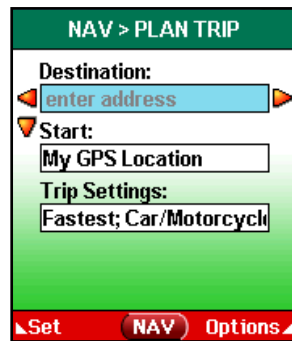 NAV > PLAN TRIP
Destination:
enter address
Start:
My GPS Location
Trip Settings:
Fastest; Car/Motorcycl
Set NAV Options